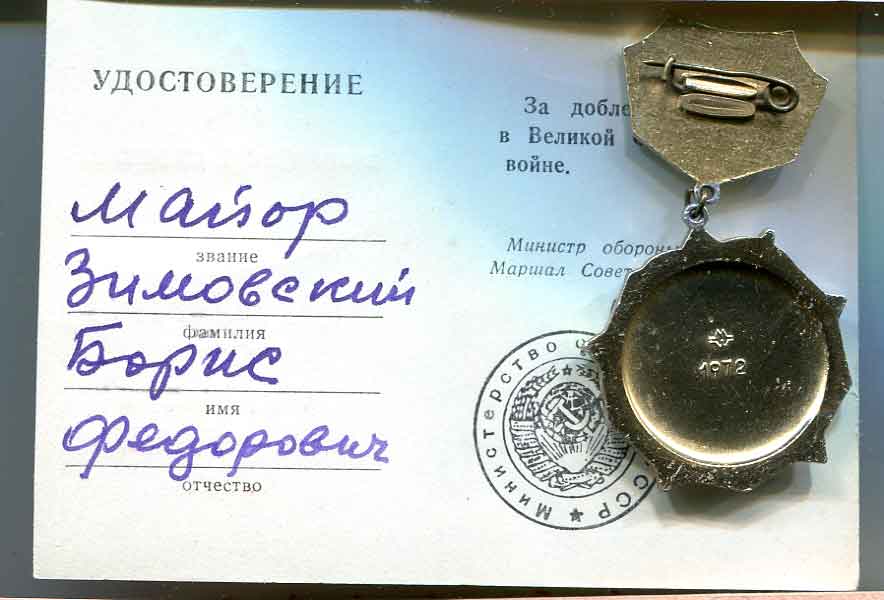 УДОСТОВЕРЕНИЕ
Майор
звание
Зимовский
фамилия
Борис
имя
Федорович
отчество
За добле
в Великой
войне.
Министр оборон
Маршал Совет
Министерство
СССР
1972